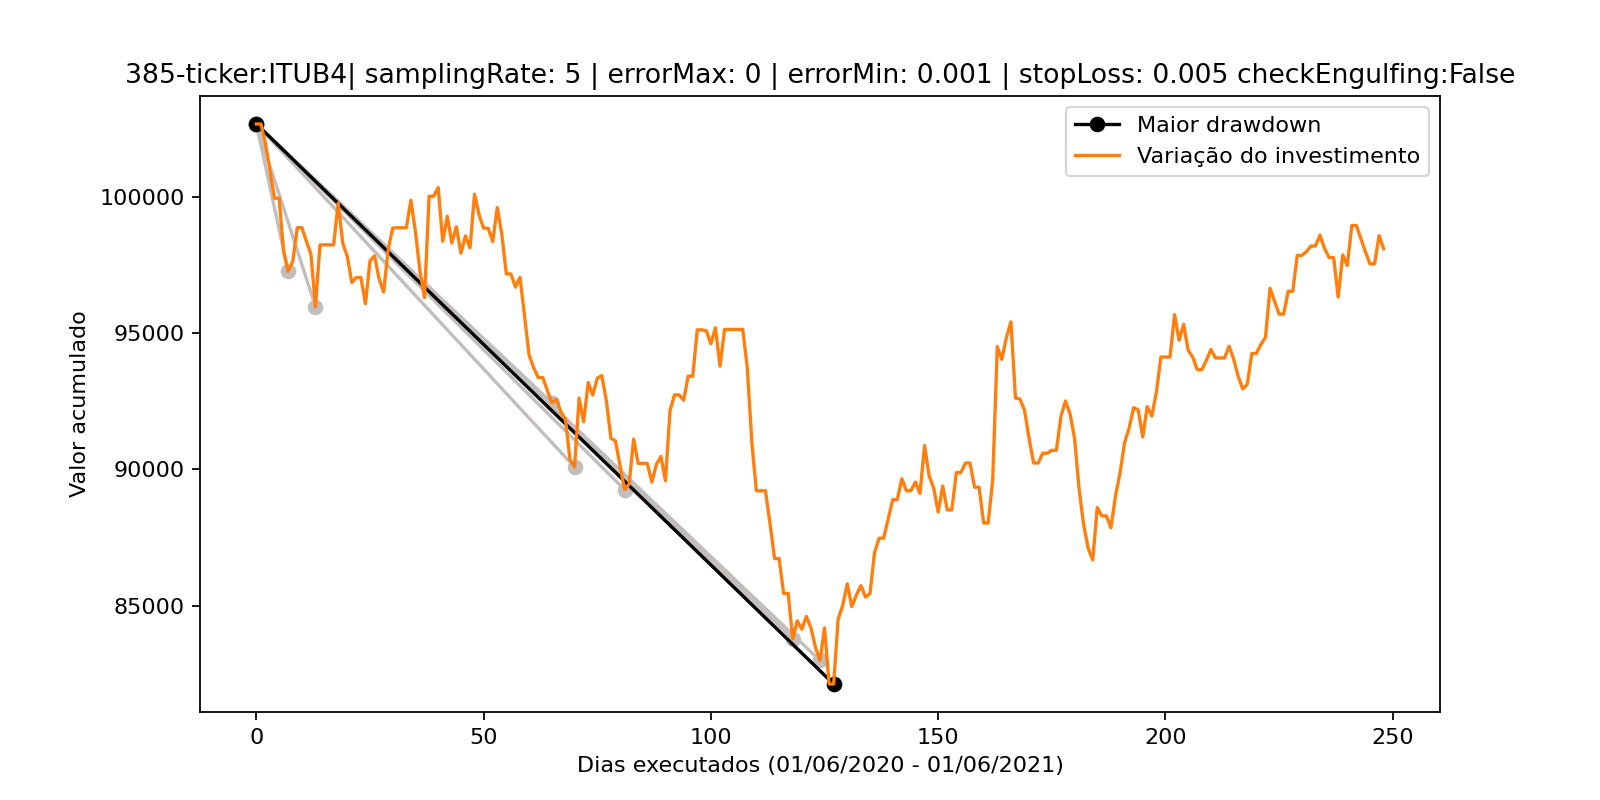 385-ticker:ITUB4| samplingRate: 5 | errorMax: 0 | errorMin: 0.001 | stopLoss: 0.005 checkEngulfing:False
Maior drawdown
Variação do investimento
Valor acumulado
100000
95000
90000
85000
0 50 100 150 200 250
Dias executados (01/06/2020 - 01/06/2021)